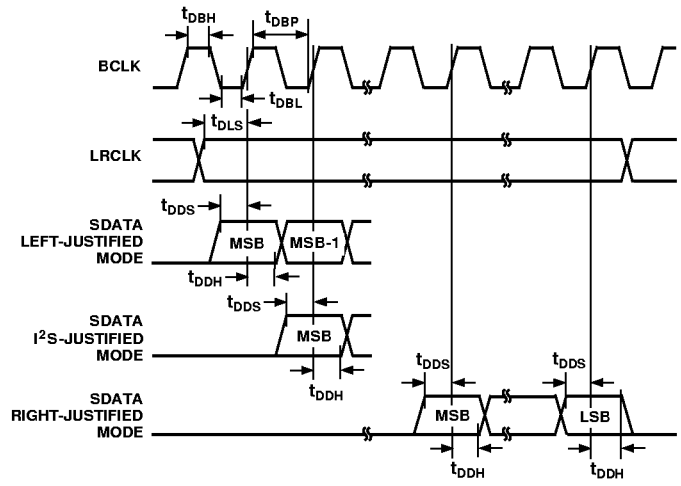 tDBH
tDBP
BCLK
tDBL
tDLS
LRCLK
tDDS
SDATA
LEFT-JUSTIFIED
MODE
MSB
MSB-1
tDDH
tDDS
SDATA
I²S-JUSTIFIED
MODE
MSB
tDDH
tDDS
tDDS
SDATA
RIGHT-JUSTIFIED
MODE
MSB
LSB
tDDH
tDDH